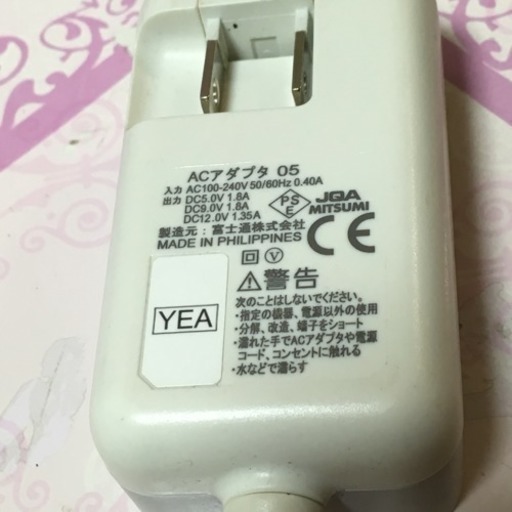 ACアダプタ 05
入力 AC100-240V 50/60Hz 0.40A
出力 DC5.0V 1.8A
DC9.0V 1.8A
DC12.0V 1.35A
PSE
JQA
MITSUMI
製造元:富士通株式会社
MADE IN PHILIPPINES
CE
V
⚠警告
YEA
次のことはしないでください。
・指定の機器、電源以外の使用
・分解、改造、端子をショート
・濡れた手でACアダプタや電源
コード、コンセントに触れる
・水などで濡らす